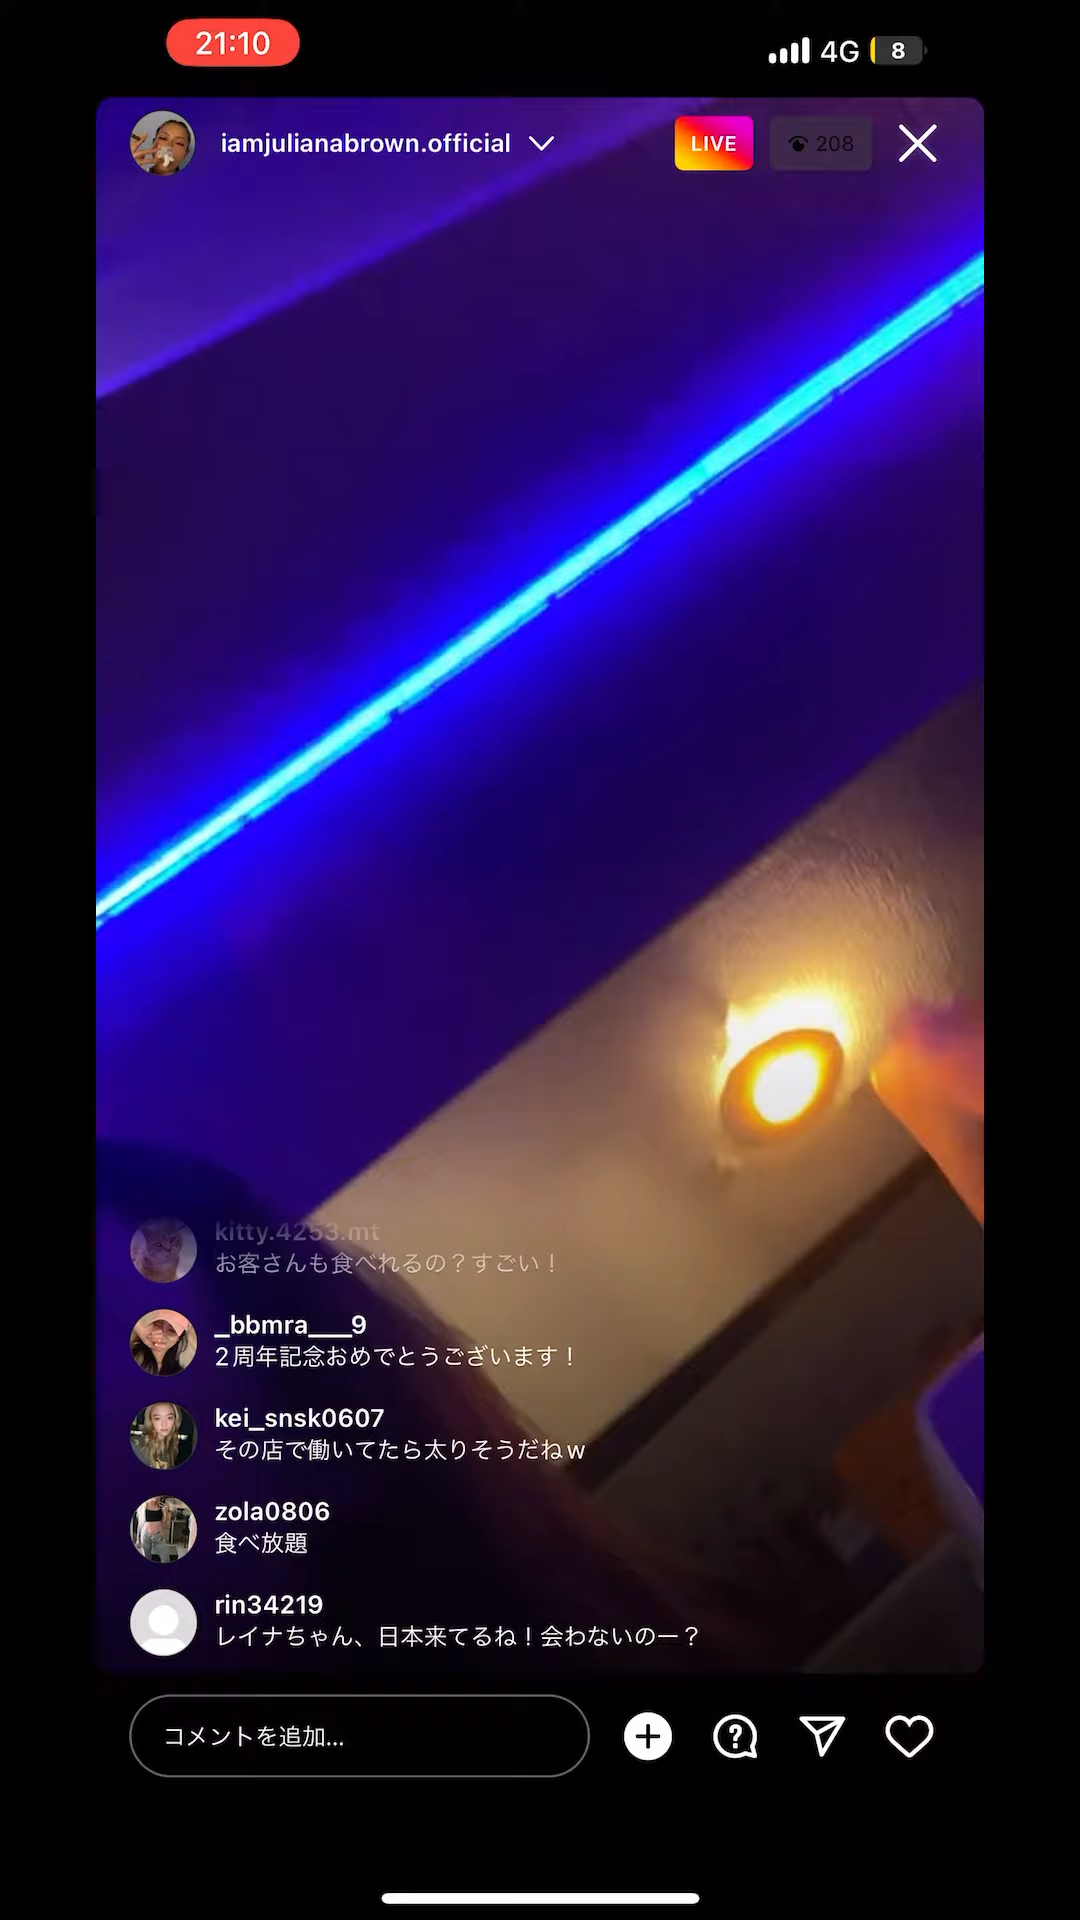 21:10
4G
8
iamjulianabrown.official
LIVE
208
kitty.4253.mt
お客さんも食べれるの？すごい！
_bbmra___9
2周年記念おめでとうございます！
kei_snsk0607
その店で働いてたら太りそうだねw
zola0806
食べ放題
rin34219
レイナちゃん、日本来てるね！会わないのー？
コメントを追加...